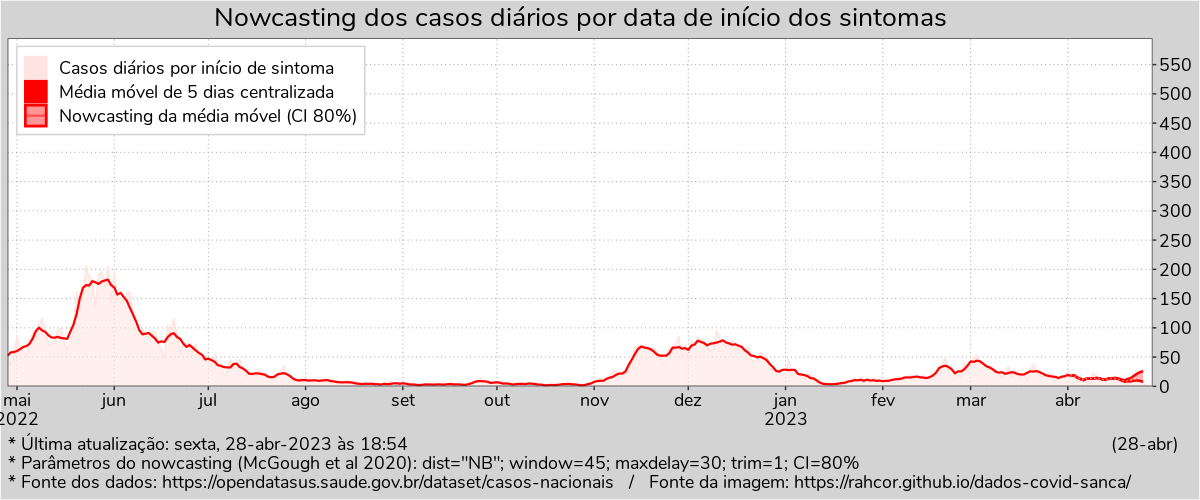 Nowcasting dos casos diários por data de início dos sintomas
Casos diários por início de sintoma
Média móvel de 5 dias centralizada
Nowcasting da média móvel (CI 80%)
550
500
450
400
350
300
250
200
150
100
50
0
mai jun jul ago set out nov dez jan fev mar abr
2022 2023
* Última atualização: sexta, 28-abr-2023 às 18:54 (28-abr)
* Parâmetros do nowcasting (McGough et al 2020): dist="NB"; window=45; maxdelay=30; trim=1; CI=80%
* Fonte dos dados: https://opendatasus.saude.gov.br/dataset/casos-nacionais / Fonte da imagem: https://rahcor.github.io/dados-covid-sanca/